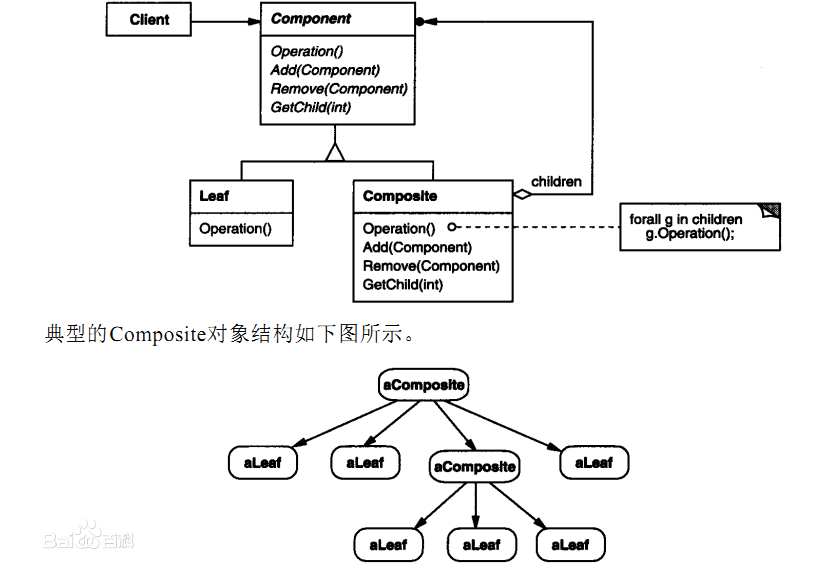 Client
Component
Operation()
Add(Component)
Remove(Component)
GetChild(int)
Leaf
Operation()
Composite
Operation()
Add(Component)
Remove(Component)
GetChild(int)
children
forall g in children
g.Operation();
典型的Composite对象结构如下图所示。
aComposite
aLeaf
aLeaf
aComposite
aLeaf
aLeaf
aLeaf
aLeaf
Bai百科